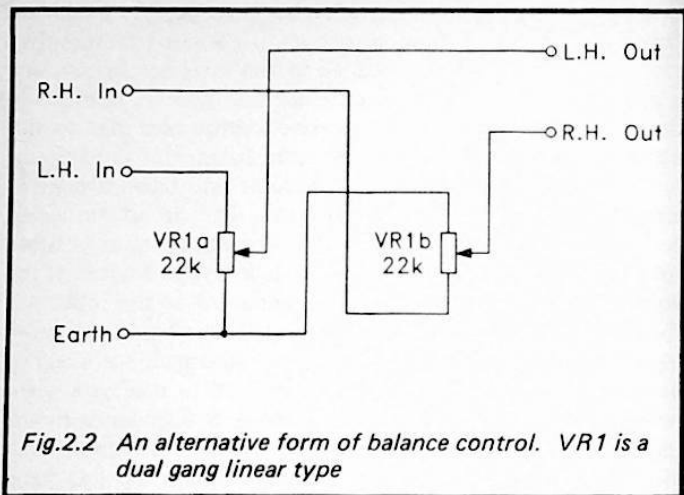 L.H. Out
R.H. In
R.H. Out
L.H. In
VR1a
22k
VR1b
22k
Earth
Fig.2.2 An alternative form of balance control. VR1 is a
dual gang linear type